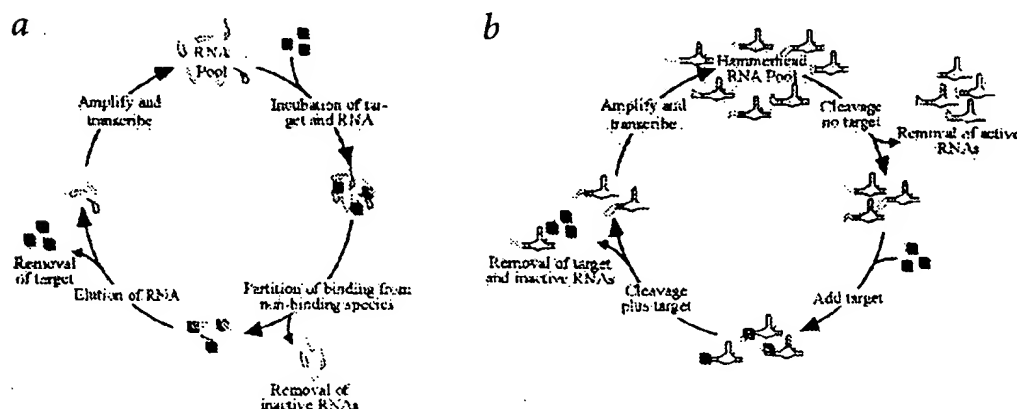 a
RNA
Pool
Incubation of tar-
get and RNA
Partition of binding from
non-binding species
Removal of
inactive RNAs
Elution of RNA
Removal
of target
Amplify and
transcribe
b
Hammerhead
RNA Pool
Cleavage
no target
Removal of active
RNAs
Add target
Cleavage
plus target
Removal of target
and inactive RNAs
Amplify and
transcribe